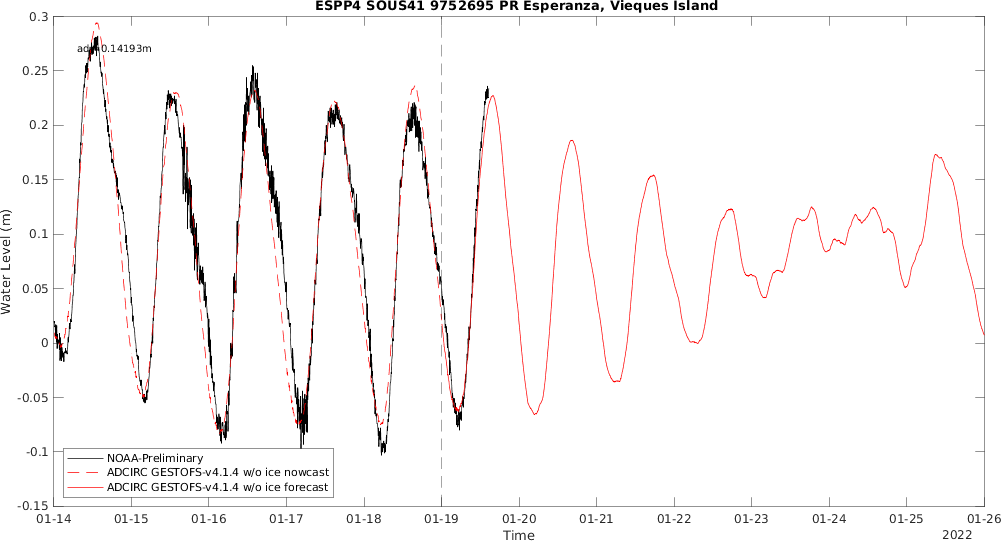 ESPP4 SOUS41 9752695 PR Esperanza, Vieques Island
0.3
0.25
0.2
0.15
0.1
0.05
0
-0.05
-0.1
-0.15
Water Level (m)
0.14193m
NOAA-Preliminary
ADCIRC GESTOFS-v4.1.4 w/o ice nowcast
ADCIRC GESTOFS-v4.1.4 w/o ice forecast
01-14 01-15 01-16 01-17 01-18 01-19 01-20 01-21 01-22 01-23 01-24 01-25 01-26
Time
2022